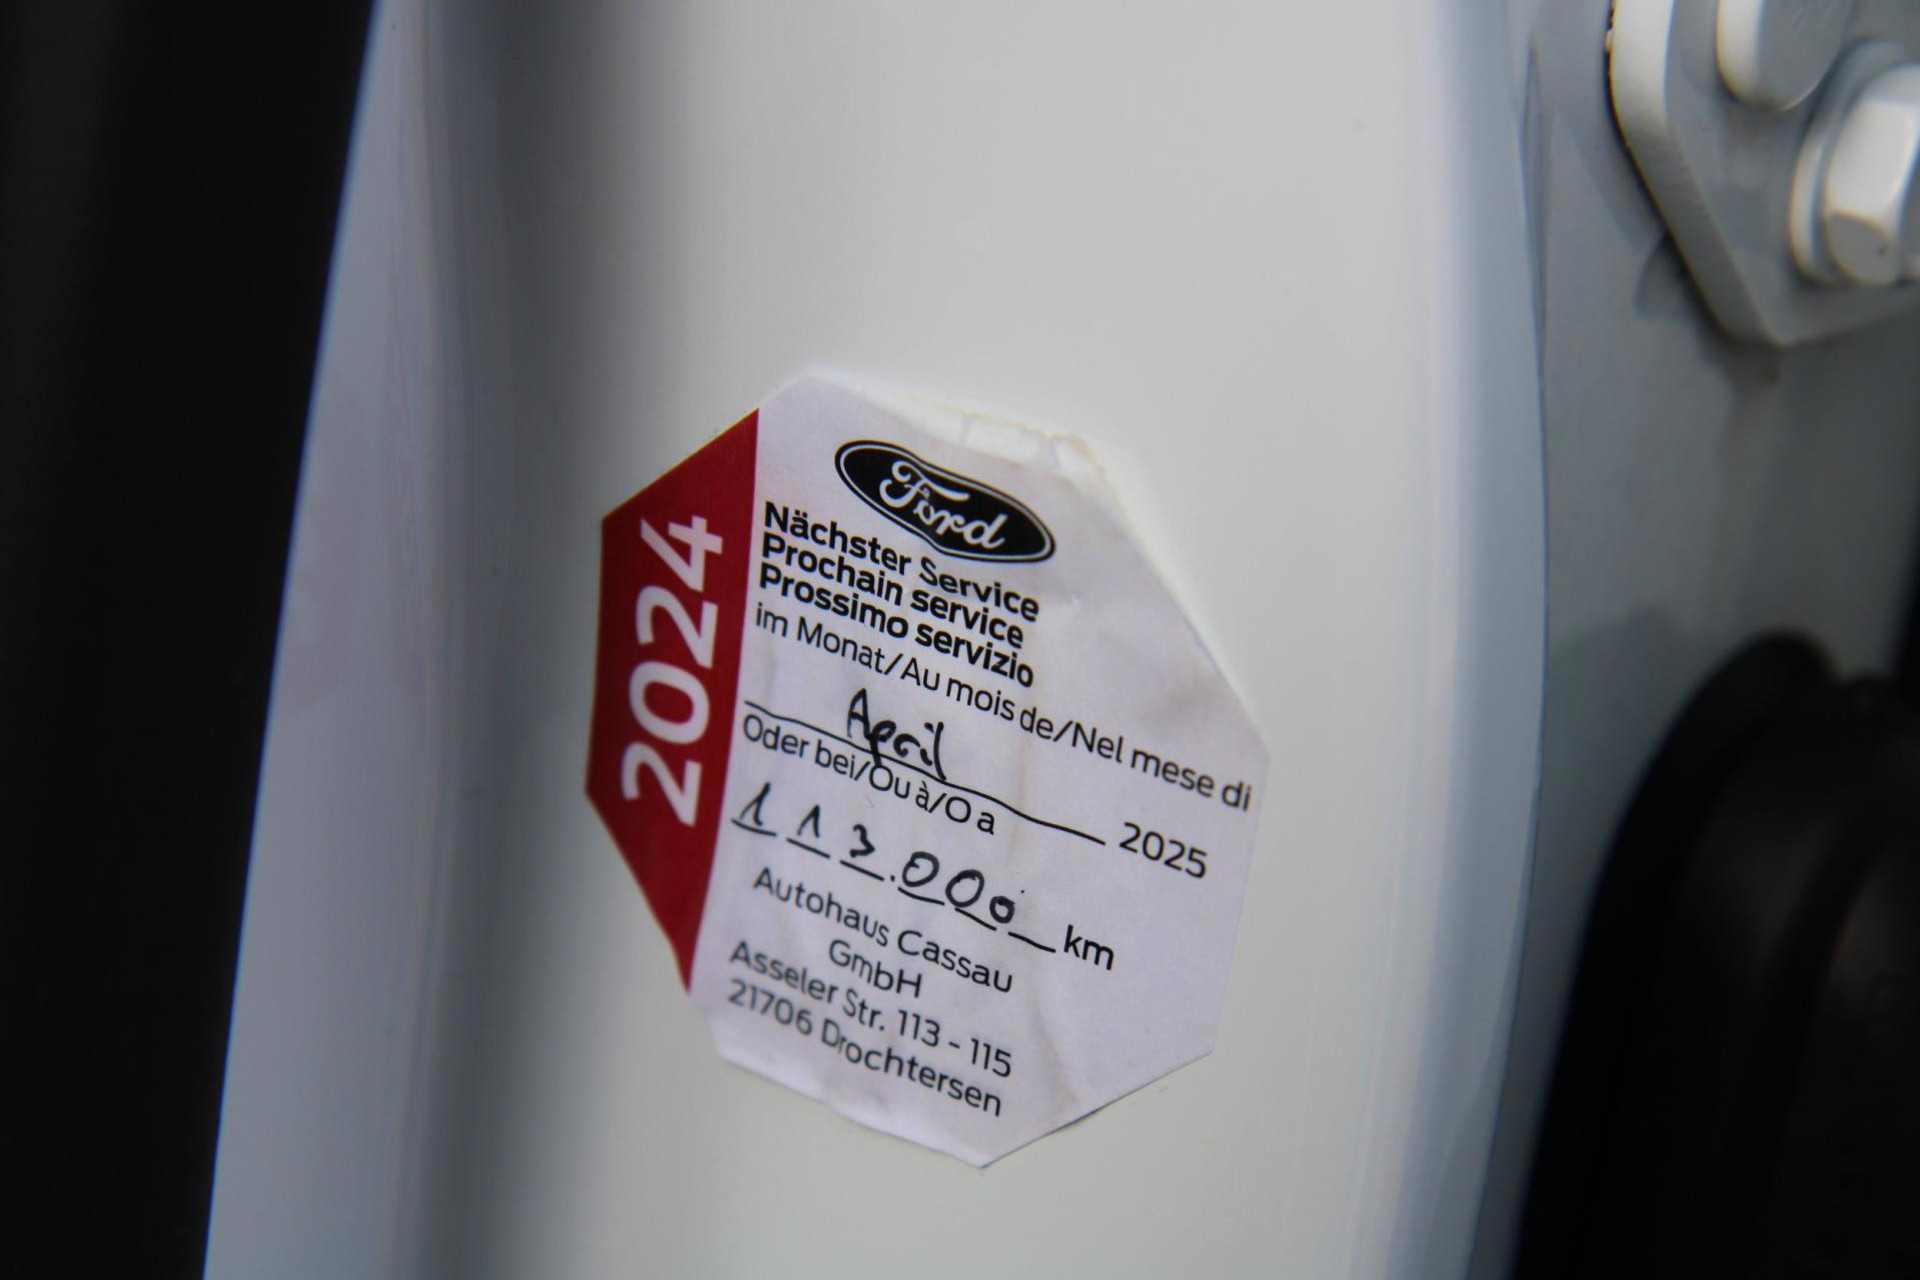 2024
Ford
Nächster Service
Prochain service
Prossimo servizio
im Monat/Au mois de/Nel mese di
April 2025
Oder bei/Ou à/O a
113.000 km
Autohaus Cassau
GmbH
Asseler Str. 113 - 115
21706 Drochtersen